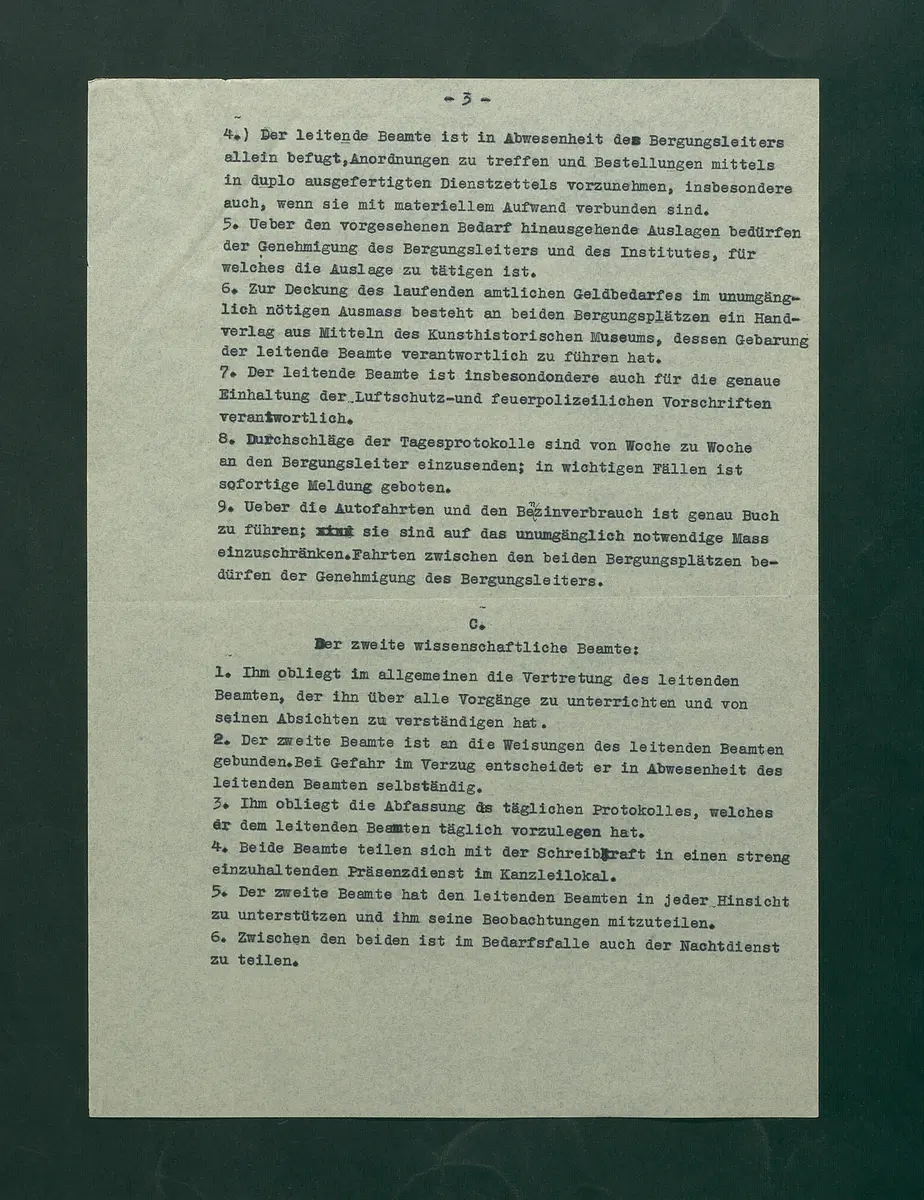 - 3 -
4.) Der leitende Beamte ist in Abwesenheit des Bergungsleiters
allein befugt,Anordnungen zu treffen und Bestellungen mittels
in duplo ausgefertigten Dienstzettels vorzunehmen, insbesondere
auch, wenn sie mit materiellem Aufwand verbunden sind.
5. Ueber den vorgesehenen Bedarf hinausgehende Auslagen bedürfen
der Genehmigung des Bergungsleiters und des Institutes, für
welches die Auslage zu tätigen ist.
6. Zur Deckung des laufenden amtlichen Geldbedarfes im unumgäng-
lich nötigen Ausmass besteht an beiden Bergungsplätzen ein Hand-
verlag aus Mitteln des Kunsthistorischen Museums, dessen Gebarung
der leitende Beamte verantwortlich zu führen hat.
7. Der leitende Beamte ist insbesondondere auch für die genaue
Einhaltung der Luftschutz-und feuerpolizeilichen Vorschriften
verantwortlich.
8. Durchschläge der Tagesprotokolle sind von Woche zu Woche
an den Bergungsleiter einzusenden; in wichtigen Fällen ist
sofortige Meldung geboten.
9. Ueber die Autofahrten und den Benzinverbrauch ist genau Buch
zu führen; sie sind auf das unumgänglich notwendige Mass
einzuschränken.Fahrten zwischen den beiden Bergungsplätzen be-
dürfen der Genehmigung des Bergungsleiters.
C.
Der zweite wissenschaftliche Beamte:
1. Ihm obliegt im allgemeinen die Vertretung des leitenden
Beamten, der ihn über alle Vorgänge zu unterrichten und von
seinen Absichten zu verständigen hat.
2. Der zweite Beamte ist an die Weisungen des leitenden Beamten
gebunden.Bei Gefahr im Verzug entscheidet er in Abwesenheit des
leitenden Beamten selbständig.
3. Ihm obliegt die Abfassung ds täglichen Protokolles, welches
er dem leitenden Beamten täglich vorzulegen hat.
4. Beide Beamte teilen sich mit der Schreibkraft in einen streng
einzuhaltenden Präsenzdienst im Kanzleilokal.
5. Der zweite Beamte hat den leitenden Beamten in jeder Hinsicht
zu unterstützen und ihm seine Beobachtungen mitzuteilen.
6. Zwischen den beiden ist im Bedarfsfalle auch der Nachtdienst
zu teilen.